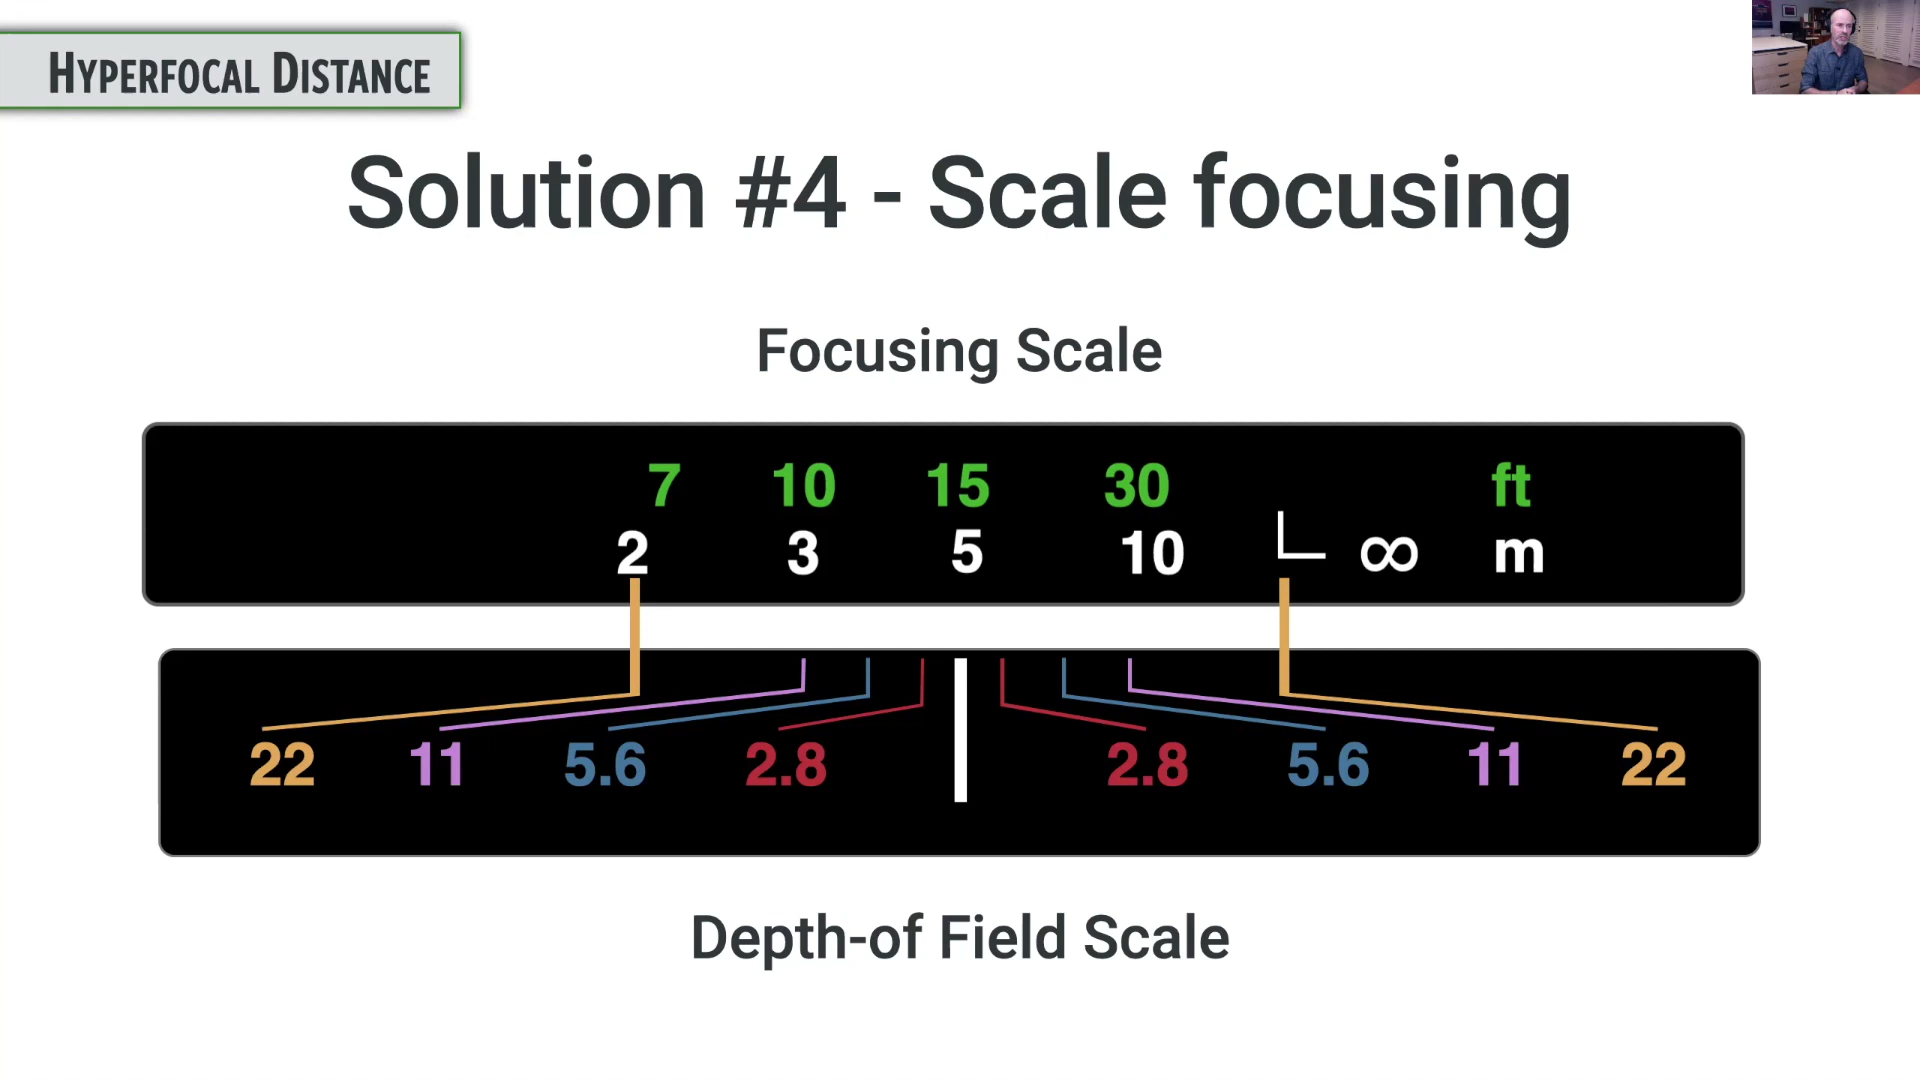 HYPERFOCAL DISTANCE
Solution #4 - Scale focusing
Focusing Scale
7 10 15 30 ft
2 3 5 10 ∞ m
22 11 5.6 2.8 2.8 5.6 11 22
Depth-of Field Scale